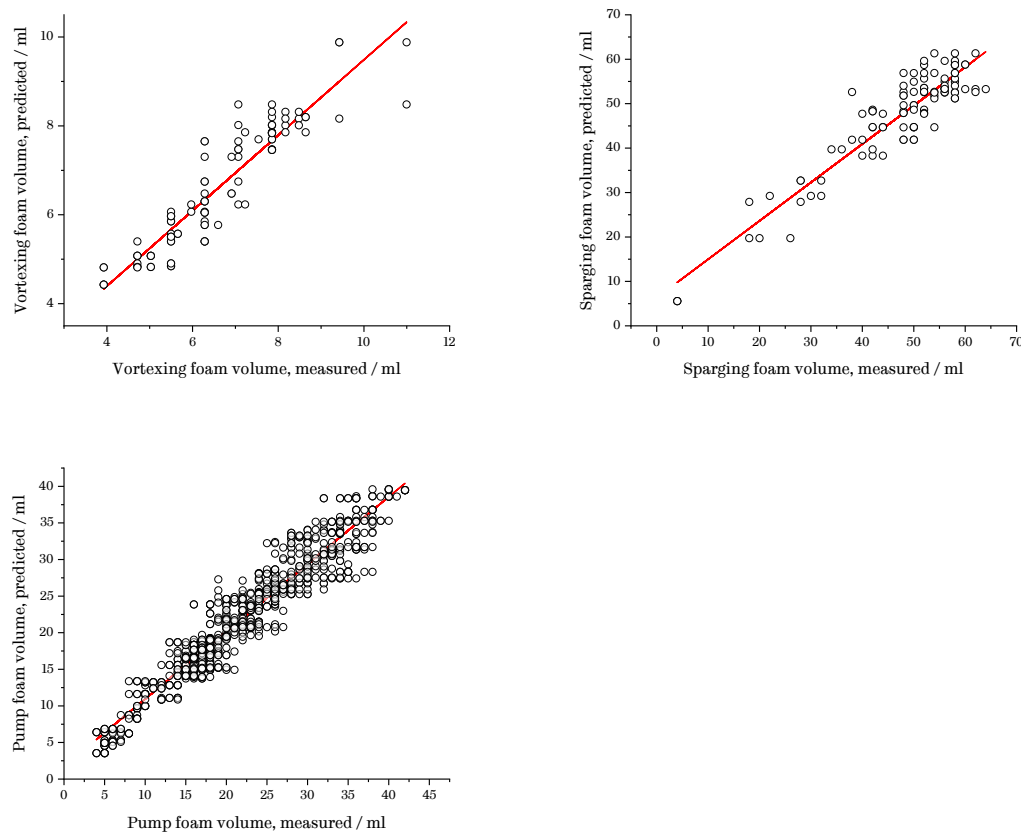 Vortexing foam volume, predicted / ml
10
8
6
4
4 6 8 10 12
Vortexing foam volume, measured / ml
Sparging foam volume, predicted / ml
70
60
50
40
30
20
10
0
0 10 20 30 40 50 60 70
Sparging foam volume, measured / ml
Pump foam volume, predicted / ml
40
35
30
25
20
15
10
5
0
0 5 10 15 20 25 30 35 40 45
Pump foam volume, measured / ml